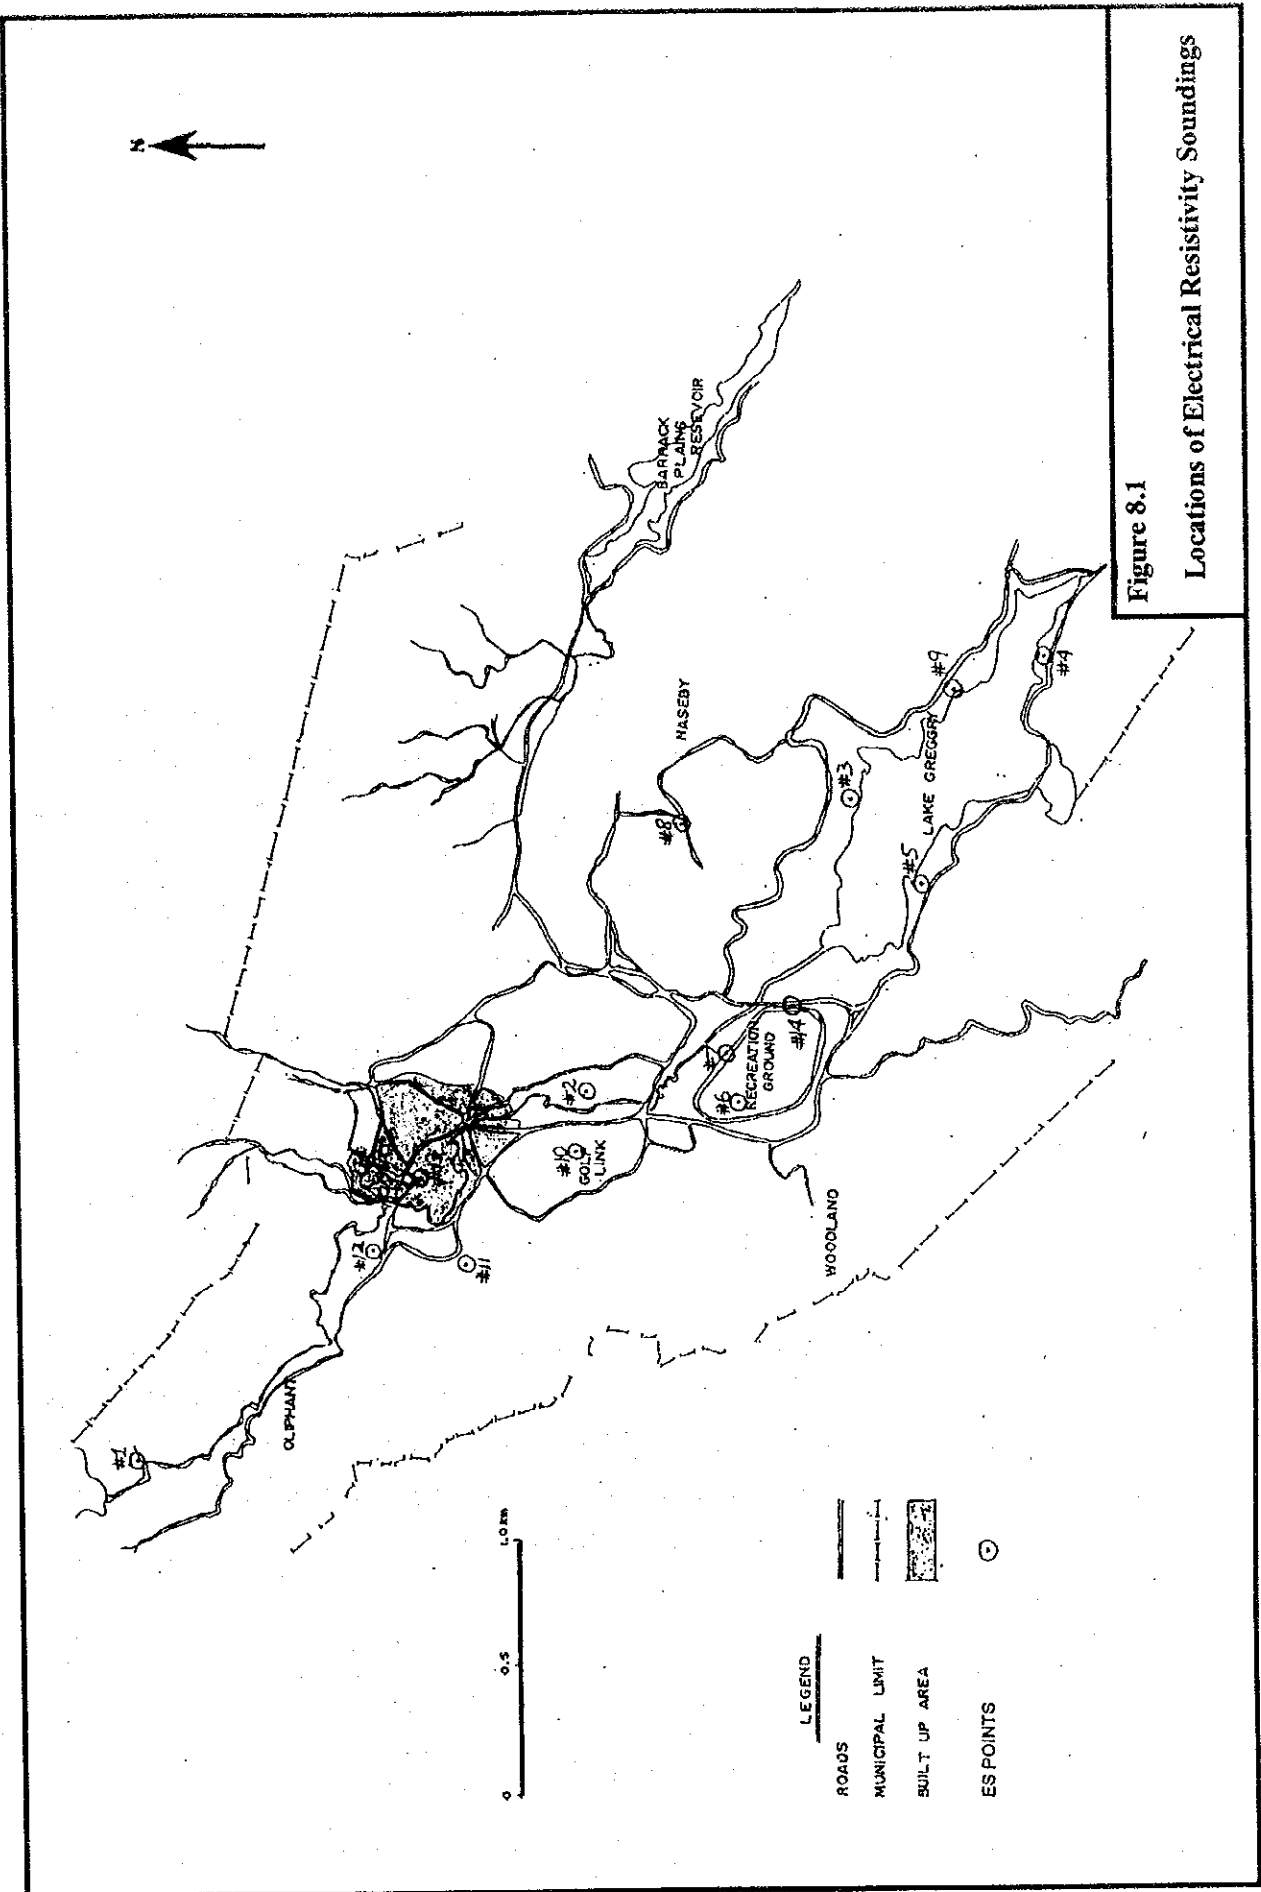 N
BARRACK
PLAINS
RESEVOIR
HASEBY
#9
#4
#3
LAKE GREGORY
#5
#8
#14
#7
RECREATION
GROUND
#6
#2
#10
GOLF
LINK
WOODLAND
#12
#11
OLIPHANT
#1
0
0.5
1.0 KM
LEGEND
ROADS
MUNICIPAL LIMIT
BUILT UP AREA
ES POINTS
Figure 8.1
Locations of Electrical Resistivity Soundings